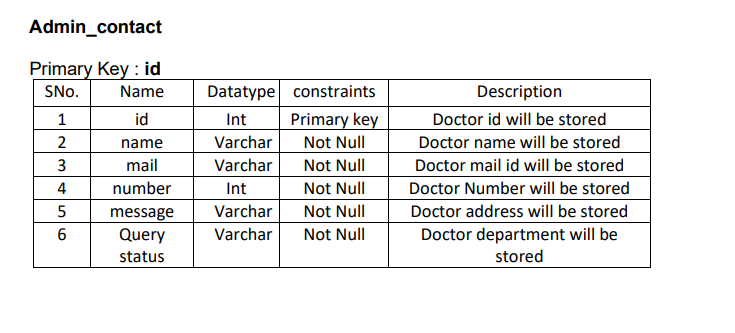 Admin_contact
Primary Key : id
SNo. Name Datatype constraints Description
1 id Int Primary key Doctor id will be stored
2 name Varchar Not Null Doctor name will be stored
3 mail Varchar Not Null Doctor mail id will be stored
4 number Int Not Null Doctor Number will be stored
5 message Varchar Not Null Doctor address will be stored
6 Query Varchar Not Null Doctor department will be
status stored